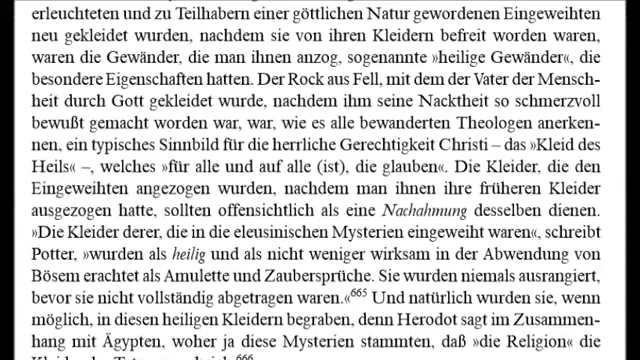 erleuchteten und zu Teilhabern einer göttlichen Natur gewordenen Eingeweihten
neu gekleidet wurden, nachdem sie von ihren Kleidern befreit worden waren,
waren die Gewänder, die man ihnen anzog, sogenannte »heilige Gewänder«, die
besondere Eigenschaften hatten. Der Rock aus Fell, mit dem der Vater der Mensch-
heit durch Gott gekleidet wurde, nachdem ihm seine Nacktheit so schmerzvoll
bewußt gemacht worden war, war, wie es alle bewanderten Theologen anerken-
nen, ein typisches Sinnbild für die herrliche Gerechtigkeit Christi – das »Kleid des
Heils« –, welches »für alle und auf alle (ist), die glauben«. Die Kleider, die den
Eingeweihten angezogen wurden, nachdem man ihnen ihre früheren Kleider
ausgezogen hatte, sollten offensichtlich als eine Nachahmung desselben dienen.
»Die Kleider derer, die in die eleusinischen Mysterien eingeweiht waren«, schreibt
Potter, »wurden als heilig und als nicht weniger wirksam in der Abwendung von
Bösem erachtet als Amulette und Zaubersprüche. Sie wurden niemals ausrangiert,
bevor sie nicht vollständig abgetragen waren.«665 Und natürlich wurden sie, wenn
möglich, in diesen heiligen Kleidern begraben, denn Herodot sagt im Zusammen-
hang mit Ägypten, woher ja diese Mysterien stammten, daß »die Religion« die
666